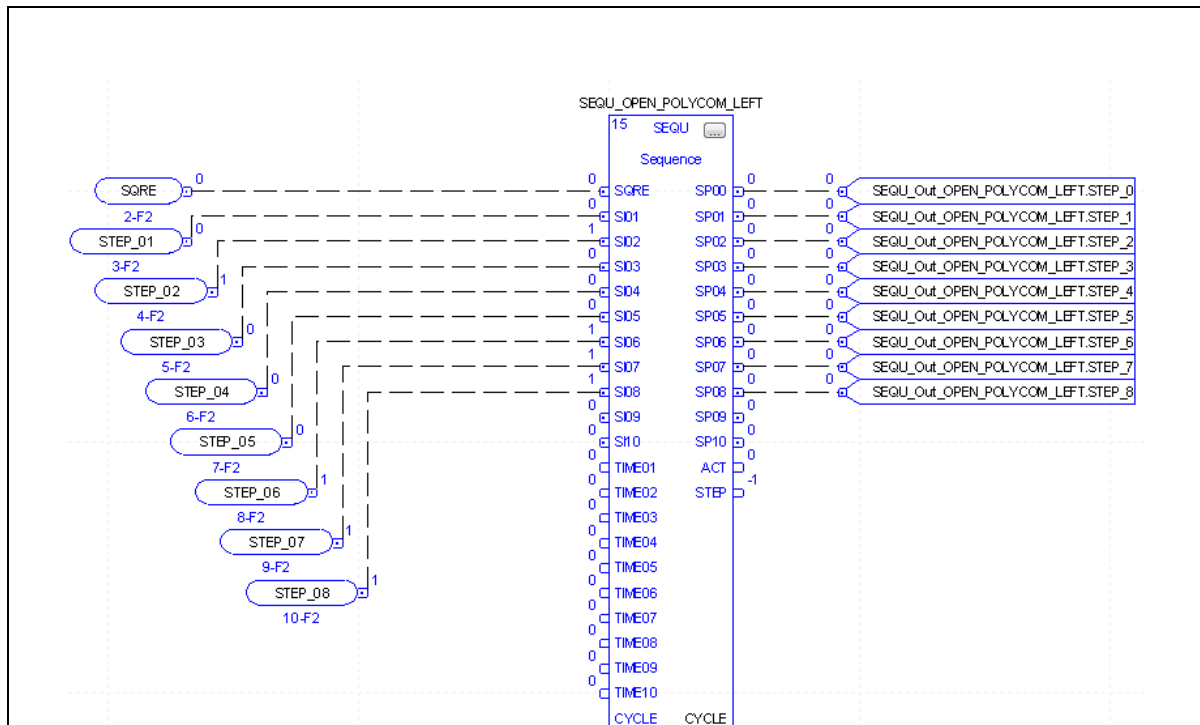 SEQU_OPEN_POLYCOM_LEFT
15 SEQU ...
Sequence
SQRE 0 0 SQRE SP00 0 0 SEQU_Out_OPEN_POLYCOM_LEFT.STEP_0
2-F2 0 SI01 SP01 0 0 SEQU_Out_OPEN_POLYCOM_LEFT.STEP_1
STEP_01 0 1 SI02 SP02 0 0 SEQU_Out_OPEN_POLYCOM_LEFT.STEP_2
3-F2 0 SI03 SP03 0 0 SEQU_Out_OPEN_POLYCOM_LEFT.STEP_3
STEP_02 1 0 SI04 SP04 0 0 SEQU_Out_OPEN_POLYCOM_LEFT.STEP_4
4-F2 0 SI05 SP05 0 0 SEQU_Out_OPEN_POLYCOM_LEFT.STEP_5
STEP_03 0 1 SI06 SP06 0 0 SEQU_Out_OPEN_POLYCOM_LEFT.STEP_6
5-F2 1 SI07 SP07 0 0 SEQU_Out_OPEN_POLYCOM_LEFT.STEP_7
STEP_04 0 1 SI08 SP08 0 0 SEQU_Out_OPEN_POLYCOM_LEFT.STEP_8
6-F2 0 SI09 SP09 0
STEP_05 0 0 SI10 SP10 0
7-F2 0 TIME01 ACT 0
STEP_06 1 0 TIME02 STEP -1
8-F2 0 TIME03
STEP_07 1 0 TIME04
9-F2 0 TIME05
STEP_08 1 0 TIME06
10-F2 0 TIME07
0 TIME08
0 TIME09
0 TIME10
CYCLE CYCLE